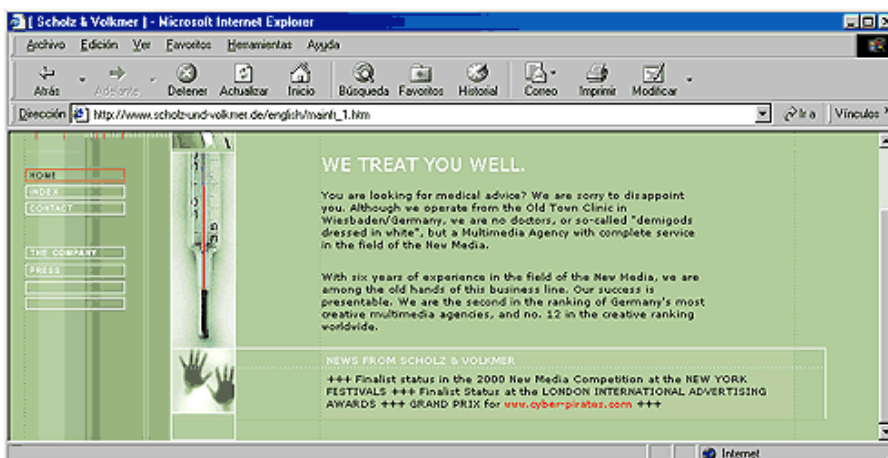 [ Scholz & Volkmer ] - Microsoft Internet Explorer
Archivo Edición Ver Favoritos Herramientas Ayuda
Atrás Adelante Detener Actualizar Inicio Búsqueda Favoritos Historial Correo Imprimir Modificar
Dirección http://www.scholz-und-volkmer.de/english/mainfr_1.htm Ir a Vínculos
HOME
INDEX
CONTACT
THE COMPANY
PRESS
WE TREAT YOU WELL.
You are looking for medical advice? We are sorry to disappoint
you. Although we operate from the Old Town Clinic in
Wiesbaden/Germany, we are no doctors, or so-called "demigods
dressed in white", but a Multimedia Agency with complete service
in the field of the New Media.
With six years of experience in the field of the New Media, we are
among the old hands of this business line. Our success is
presentable. We are the second in the ranking of Germany's most
creative multimedia agencies, and no. 12 in the creative ranking
worldwide.
NEWS FROM SCHOLZ & VOLKMER
+++ Finalist status in the 2000 New Media Competition at the NEW YORK
FESTIVALS +++ Finalist Status at the LONDON INTERNATIONAL ADVERTISING
AWARDS +++ GRAND PRIX for www.cyber-pirates.com +++
Internet